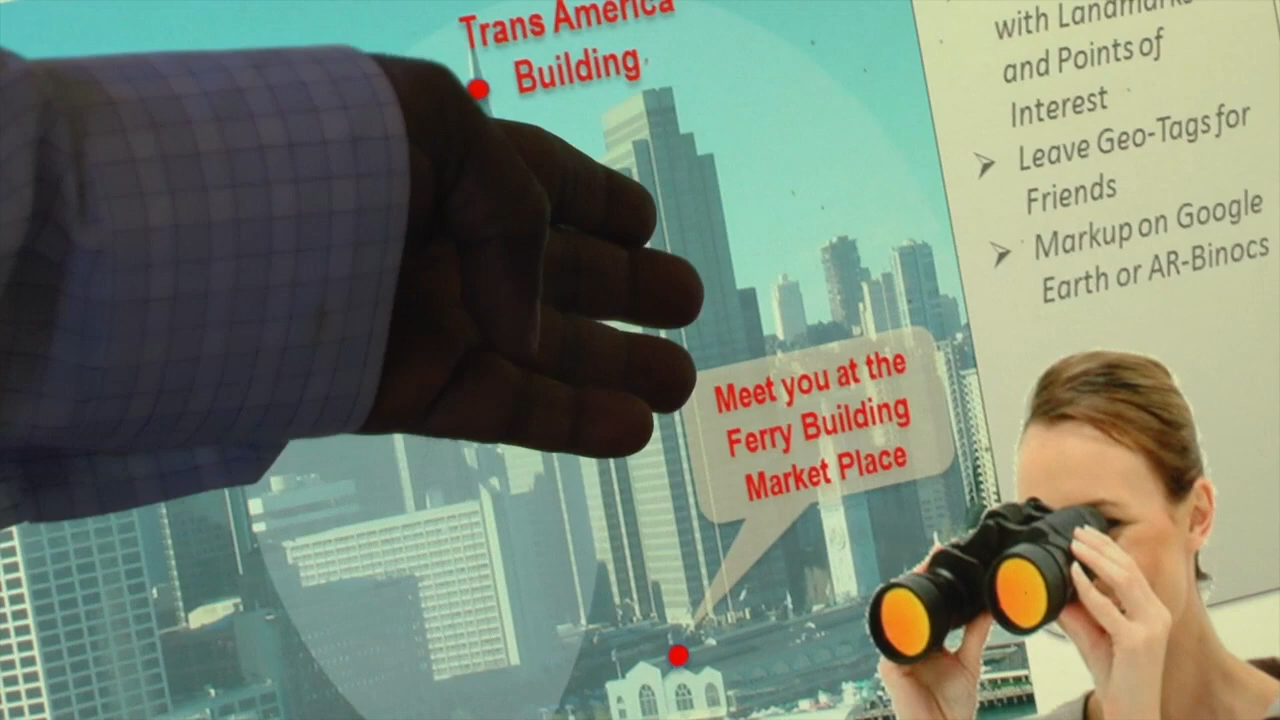 Trans America
Building
Meet you at the
Ferry Building
Market Place
with Landmarks
and Points of
Interest
Leave Geo-Tags for
Friends
Markup on Google
Earth or AR-Binocs